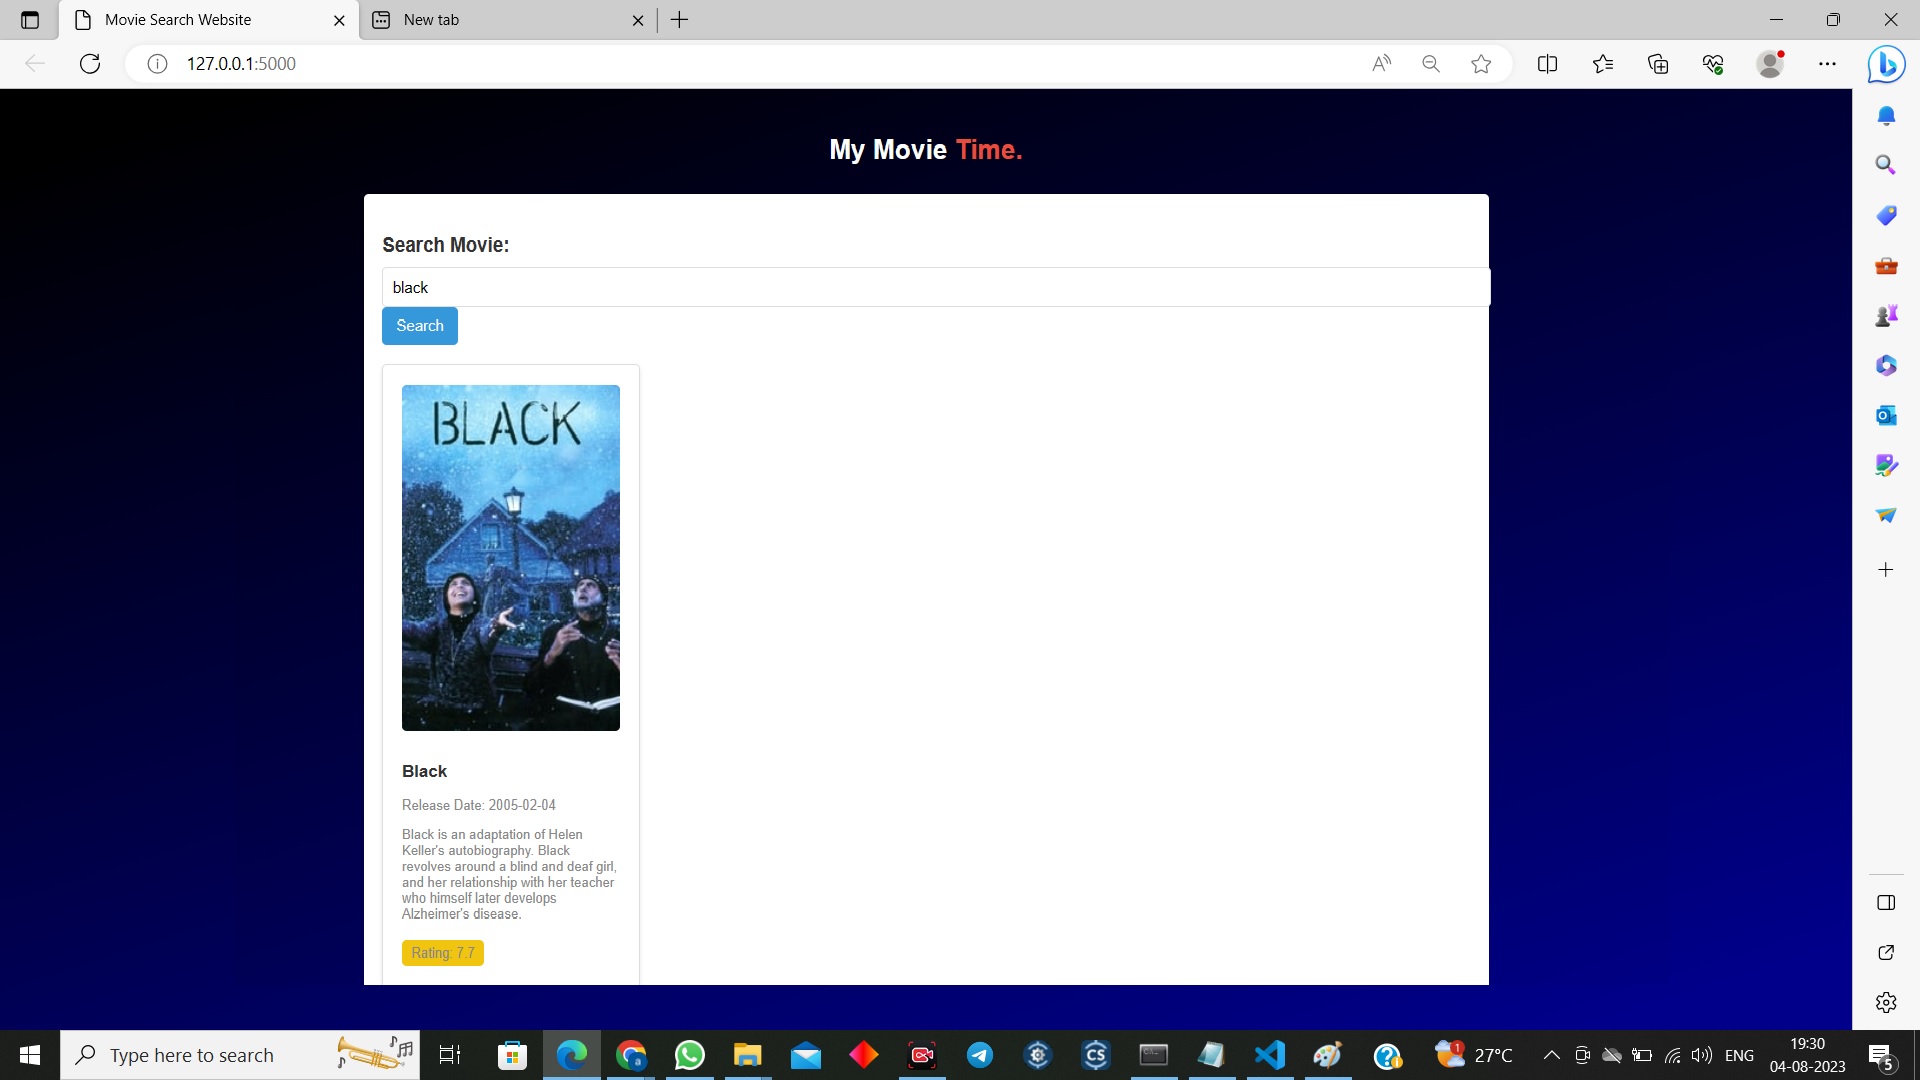 Movie Search Website
New tab
127.0.0.1:5000
My Movie Time.
Search Movie:
black
Search
BLACK
Black
Release Date: 2005-02-04
Black is an adaptation of Helen
Keller's autobiography. Black
revolves around a blind and deaf girl,
and her relationship with her teacher
who himself later develops
Alzheimer's disease.
Rating: 7.7
Type here to search
CS
1
27°C
ENG
19:30
04-08-2023
5